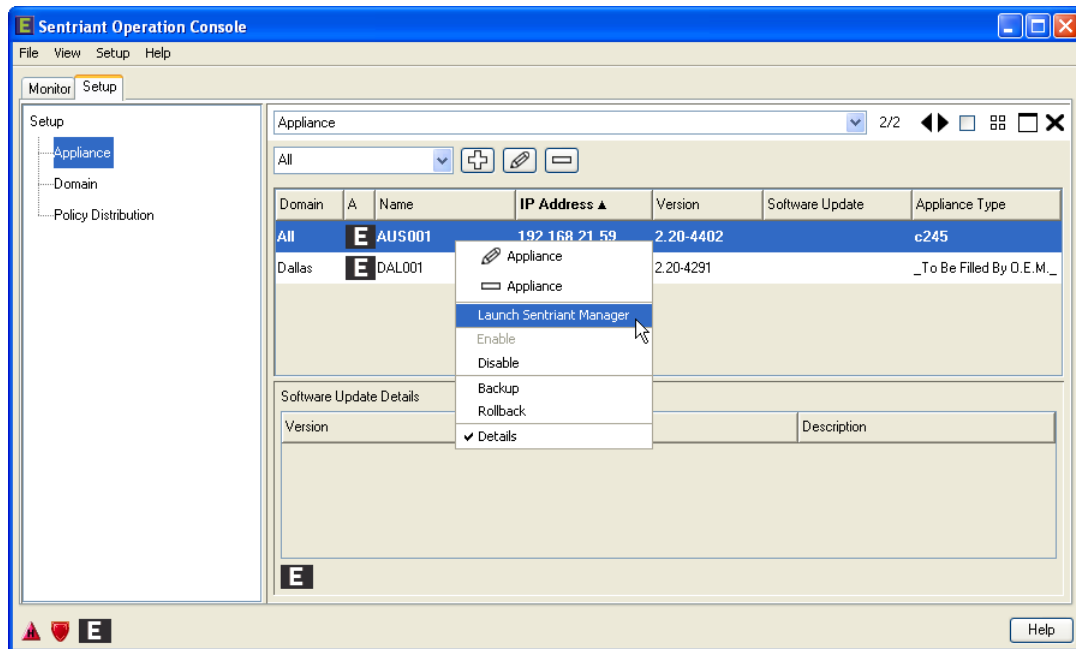 E Sentriant Operation Console
File View Setup Help
Monitor Setup
Setup
Appliance
Domain
Policy Distribution
Appliance 2/2
All
Domain A Name IP Address ▲ Version Software Update Appliance Type
All E AUS001 192.168.21.59 2.20-4402 c245
Dallas E DAL001 2.20-4291 _To Be Filled By O.E.M._
Appliance
Appliance
Launch Sentriant Manager
Enable
Disable
Backup
Rollback
✔ Details
Software Update Details
Version Description
E
H E Help